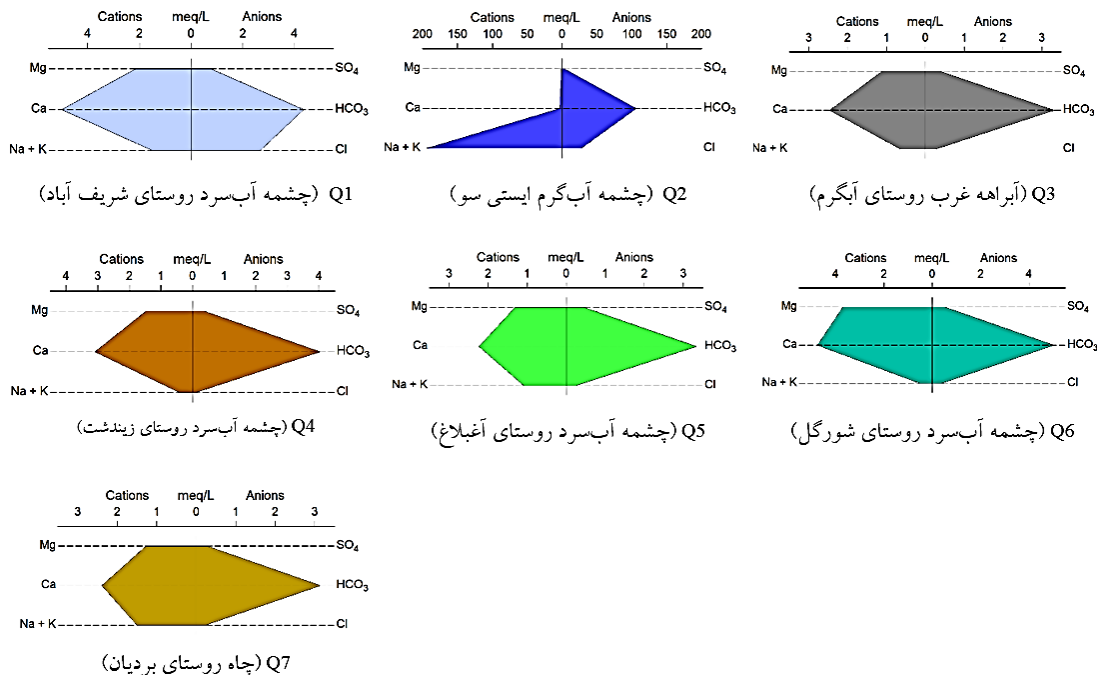 Cations meq/L Anions
4 2 0 2 4
Mg SO₄
Ca HCO₃
Na + K Cl
Q1 (چشمه آب‌سرد روستای شریف آباد)
Cations meq/L Anions
200 150 100 50 0 50 100 150 200
Mg SO₄
Ca HCO₃
Na + K Cl
Q2 (چشمه آب‌گرم ایستی سو)
Cations meq/L Anions
3 2 1 0 1 2 3
Mg SO₄
Ca HCO₃
Na + K Cl
Q3 (آبراهه غرب روستای آبگرم)
Cations meq/L Anions
4 3 2 1 0 1 2 3 4
Mg SO₄
Ca HCO₃
Na + K Cl
Q4 (چشمه آب‌سرد روستای زیندشت)
Cations meq/L Anions
3 2 1 0 1 2 3
Mg SO₄
Ca HCO₃
Na + K Cl
Q5 (چشمه آب‌سرد روستای آغبلاغ)
Cations meq/L Anions
4 2 0 2 4
Mg SO₄
Ca HCO₃
Na + K Cl
Q6 (چشمه آب‌سرد روستای شورگل)
Cations meq/L Anions
3 2 1 0 1 2 3
Mg SO₄
Ca HCO₃
Na + K Cl
Q7 (چاه روستای بردیان)